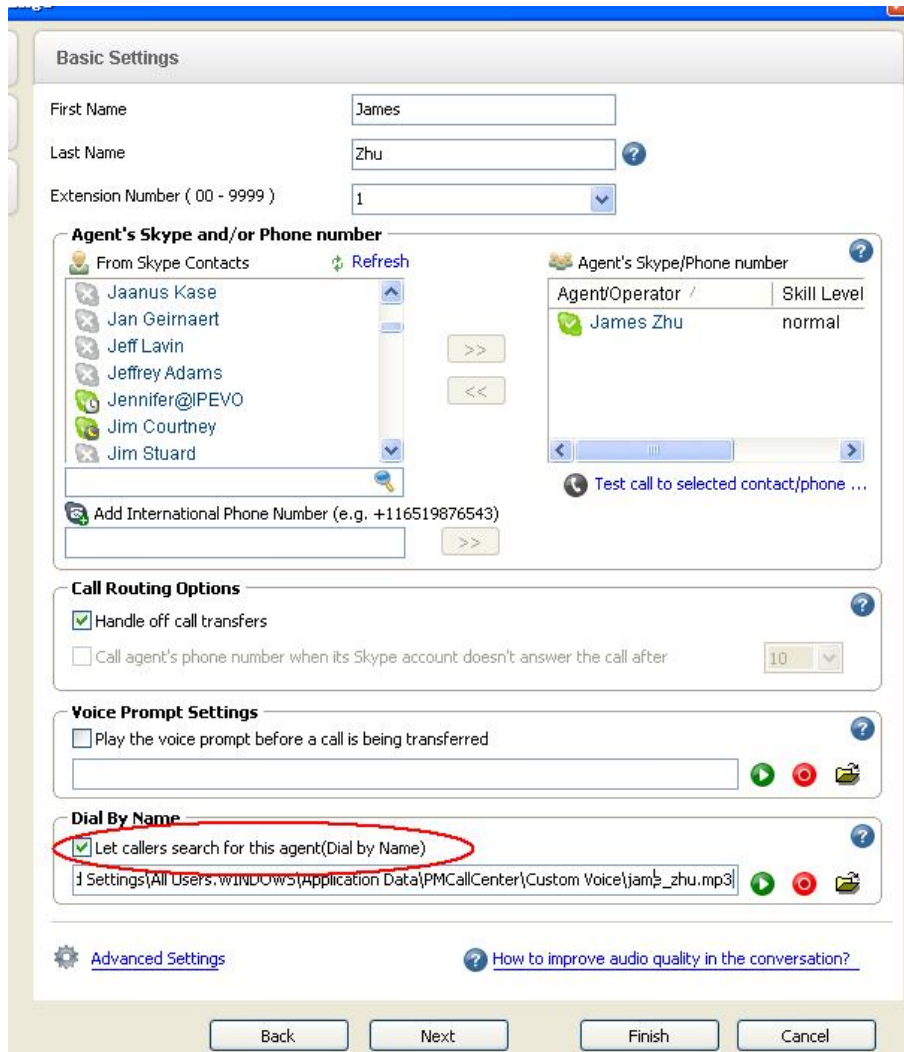 Basic Settings
First Name
James
Last Name
Zhu
Extension Number ( 00 - 9999 )
1
Agent's Skype and/or Phone number
From Skype Contacts
Refresh
Jaanus Kase
Jan Geirnaert
Jeff Lavin
Jeffrey Adams
Jennifer@IPEVO
Jim Courtney
Jim Stuard
>>
<<
Agent's Skype/Phone number
Agent/Operator
Skill Level
James Zhu
normal
Test call to selected contact/phone ...
Add International Phone Number (e.g. +116519876543)
>>
Call Routing Options
Handle off call transfers
Call agent's phone number when its Skype account doesn't answer the call after
10
Voice Prompt Settings
Play the voice prompt before a call is being transferred
Dial By Name
Let callers search for this agent(Dial by Name)
d Settings\All Users.WINDOWS\Application Data\PMCallCenter\Custom Voice\jame_zhu.mp3
Advanced Settings
How to improve audio quality in the conversation?
Back
Next
Finish
Cancel